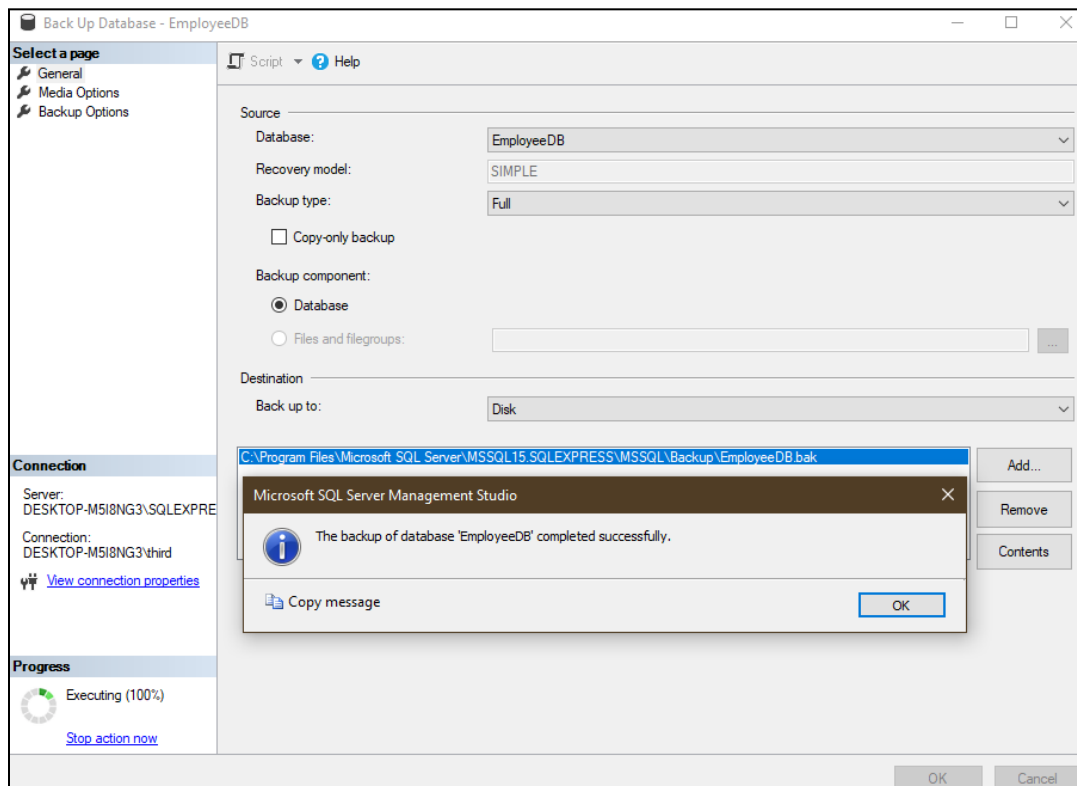 Back Up Database - EmployeeDB
Select a page
General
Media Options
Backup Options
Script
Help
Source
Database:
EmployeeDB
Recovery model:
SIMPLE
Backup type:
Full
Copy-only backup
Backup component:
Database
Files and filegroups:
...
Destination
Back up to:
Disk
C:\Program Files\Microsoft SQL Server\MSSQL15.SQLEXPRESS\MSSQL\Backup\EmployeeDB.bak
Add...
Remove
Contents
Connection
Server:
DESKTOP-M5I8NG3\SQLEXPRE
Connection:
DESKTOP-M5I8NG3\third
View connection properties
Microsoft SQL Server Management Studio
The backup of database 'EmployeeDB' completed successfully.
Copy message
OK
Progress
Executing (100%)
Stop action now
OK
Cancel